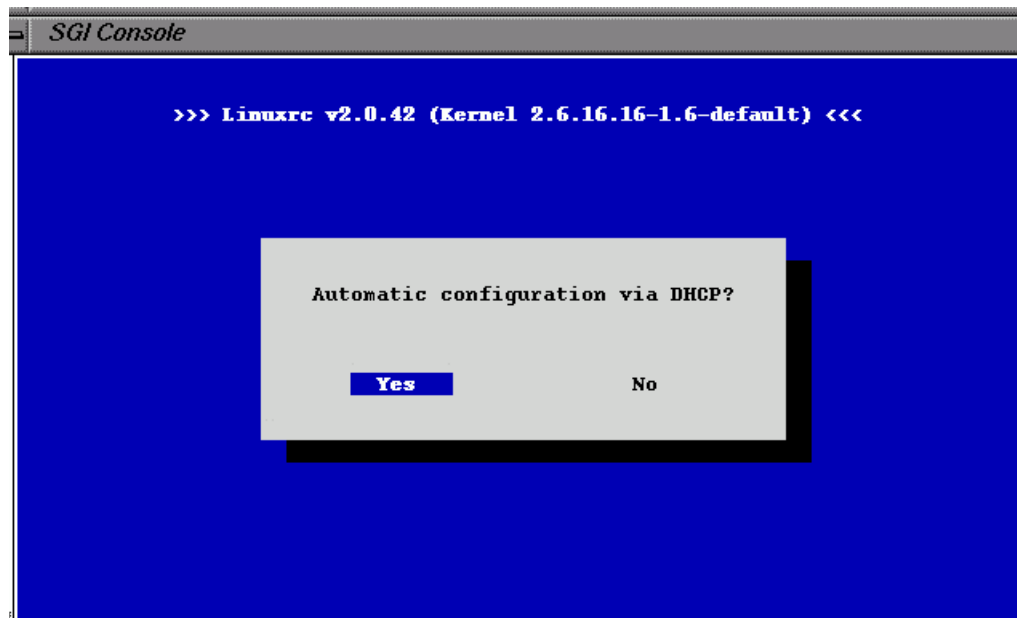 SGI Console
>>> Linuxrc v2.0.42 (Kernel 2.6.16.16-1.6-default) <<<
Automatic configuration via DHCP?
Yes No